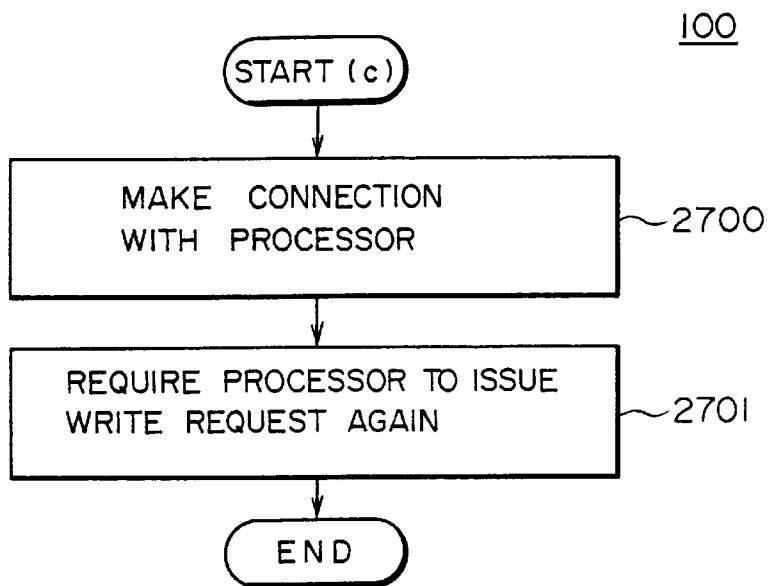 100
START (c)
MAKE CONNECTION
WITH PROCESSOR
2700
REQUIRE PROCESSOR TO ISSUE
WRITE REQUEST AGAIN
2701
END